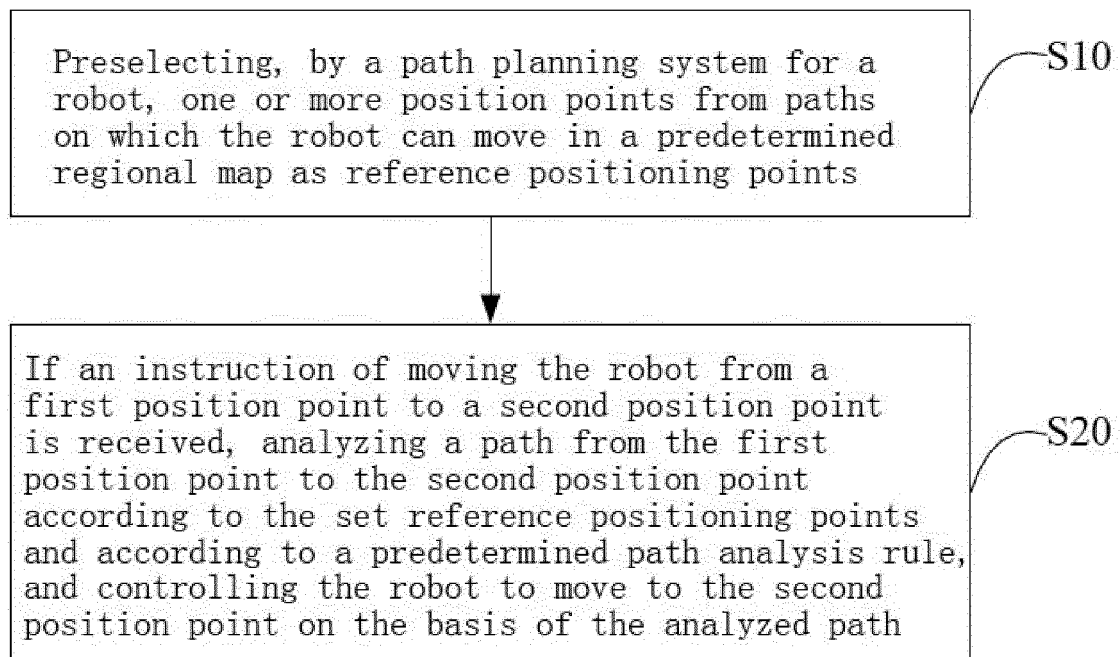 Preselecting, by a path planning system for a
robot, one or more position points from paths
on which the robot can move in a predetermined
regional map as reference positioning points
S10
If an instruction of moving the robot from a
first position point to a second position point
is received, analyzing a path from the first
position point to the second position point
according to the set reference positioning points
and according to a predetermined path analysis rule,
and controlling the robot to move to the second
position point on the basis of the analyzed path
S20